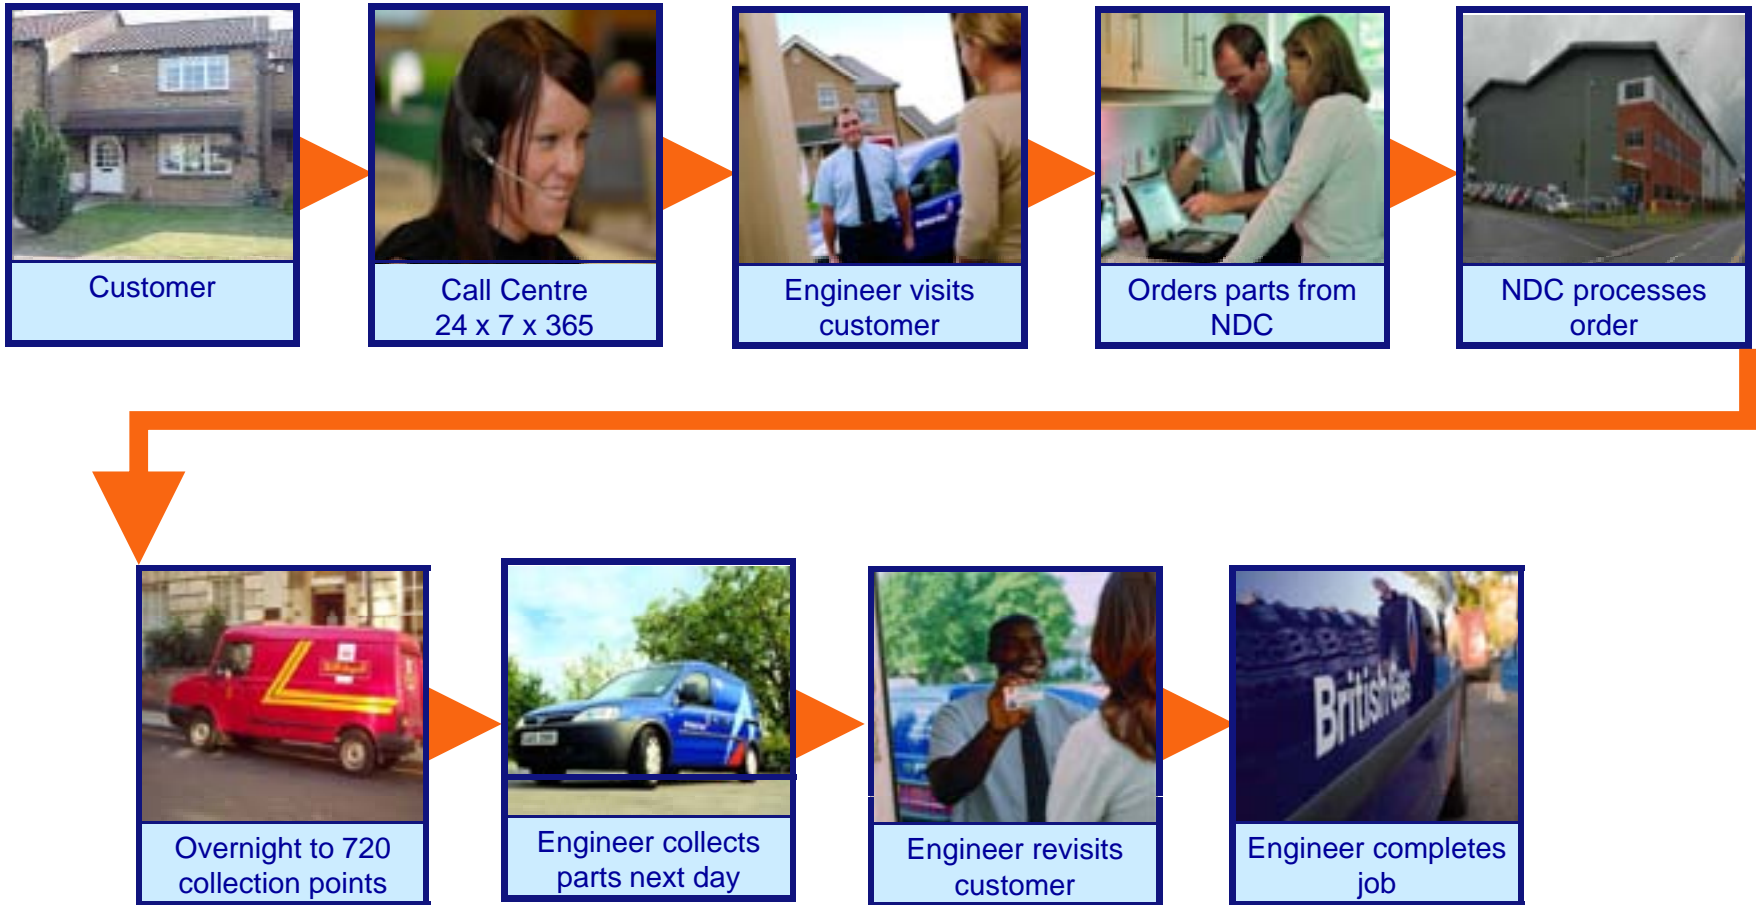 Customer
Call Centre
24 x 7 x 365
Engineer visits
customer
Orders parts from
NDC
NDC processes
order
Overnight to 720
collection points
Engineer collects
parts next day
Engineer revisits
customer
British Gas
Engineer completes
job